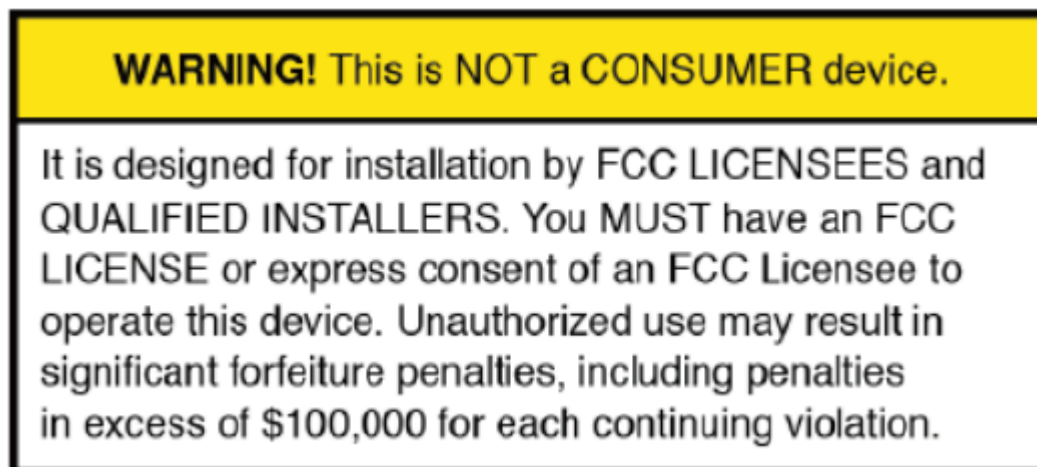 WARNING! This is NOT a CONSUMER device.
It is designed for installation by FCC LICENSEES and
QUALIFIED INSTALLERS. You MUST have an FCC
LICENSE or express consent of an FCC Licensee to
operate this device. Unauthorized use may result in
significant forfeiture penalties, including penalties
in excess of $100,000 for each continuing violation.